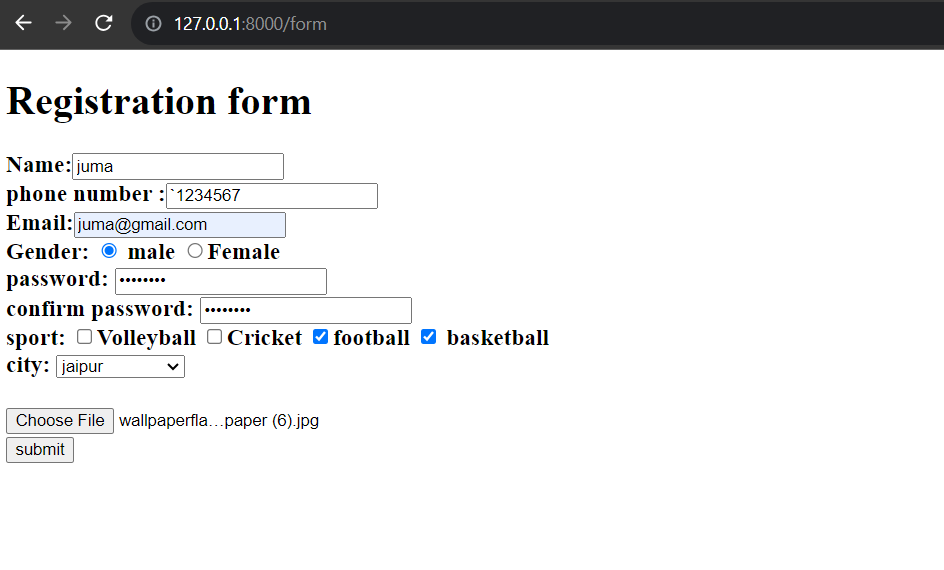 127.0.0.1:8000/form
Registration form
Name: juma
phone number : `1234567
Email: juma@gmail.com
Gender: male Female
password: ••••••••
confirm password: ••••••••
sport: Volleyball Cricket football basketball
city: jaipur
Choose File wallpaperfla…paper (6).jpg
submit